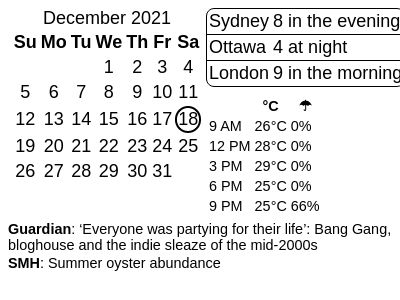 December 2021
Su Mo Tu We Th Fr Sa
1 2 3 4
5 6 7 8 9 10 11
12 13 14 15 16 17 18
19 20 21 22 23 24 25
26 27 28 29 30 31
Sydney 8 in the evening
Ottawa 4 at night
London 9 in the morning
°C ☂
9 AM 26°C 0%
12 PM 28°C 0%
3 PM 29°C 0%
6 PM 25°C 0%
9 PM 25°C 66%
Guardian: ‘Everyone was partying for their life’: Bang Gang,
bloghouse and the indie sleaze of the mid-2000s
SMH: Summer oyster abundance